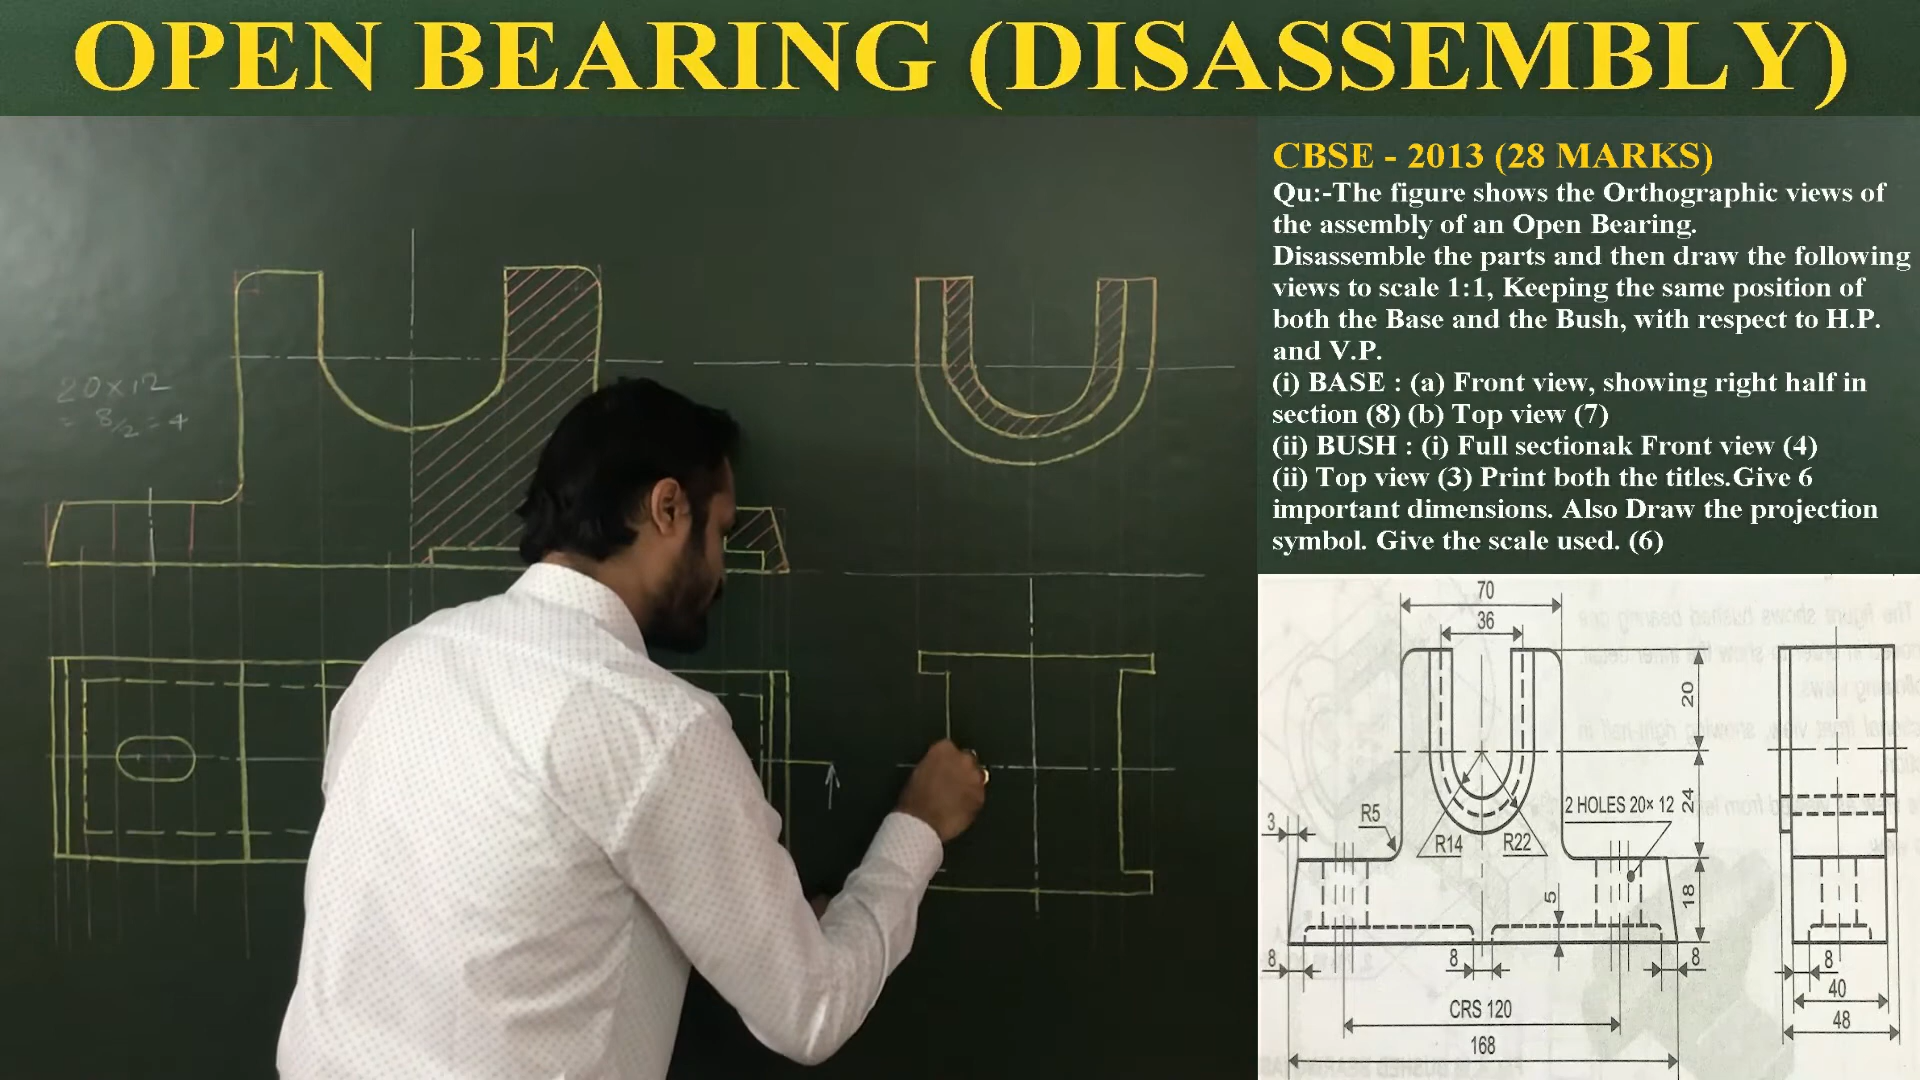 OPEN BEARING (DISASSEMBLY)
20×12
= 8/2 = 4
CBSE - 2013 (28 MARKS)
Qu:-The figure shows the Orthographic views of
the assembly of an Open Bearing.
Disassemble the parts and then draw the following
views to scale 1:1, Keeping the same position of
both the Base and the Bush, with respect to H.P.
and V.P.
(i) BASE : (a) Front view, showing right half in
section (8) (b) Top view (7)
(ii) BUSH : (i) Full sectionak Front view (4)
(ii) Top view (3) Print both the titles.Give 6
important dimensions. Also Draw the projection
symbol. Give the scale used. (6)
70
36
20
2 HOLES 20× 12
24
R5
3
R14
R22
5
18
8
8
8
8
40
CRS 120
48
168